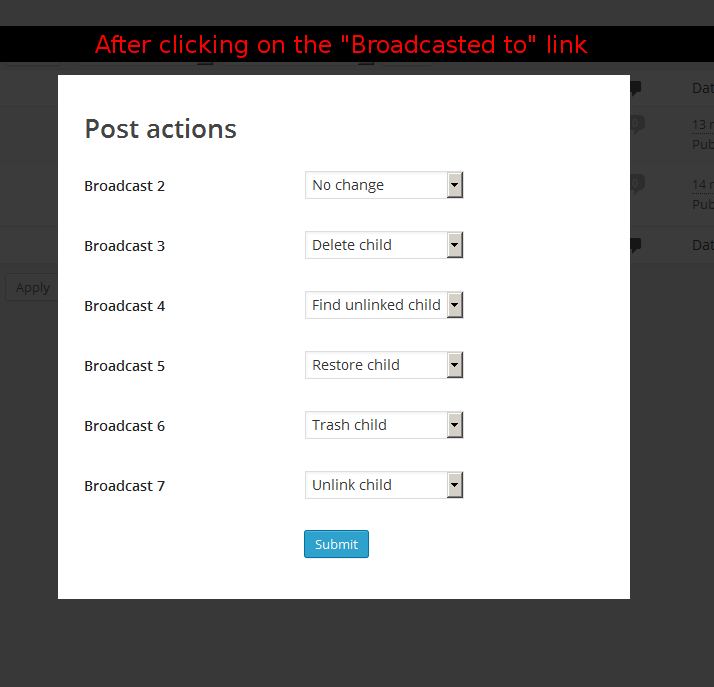 After clicking on the "Broadcasted to" link
Dat
Post actions
13 r
Pub
Broadcast 2 No change
14 r
Pub
Broadcast 3 Delete child
Dat
Apply
Broadcast 4 Find unlinked child
Broadcast 5 Restore child
Broadcast 6 Trash child
Broadcast 7 Unlink child
Submit